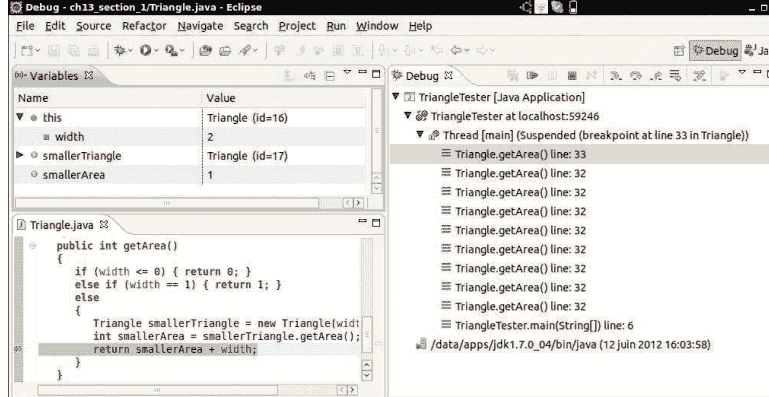 Debug - ch13_section_1/Triangle.java - Eclipse
File Edit Source Refactor Navigate Search Project Run Window Help
Debug Ja
Variables
Name Value
this Triangle (id=16)
width 2
smallerTriangle Triangle (id=17)
smallerArea 1
Triangle.java
public int getArea()
{
if (width <= 0) { return 0; }
else if (width == 1) { return 1; }
else
{
Triangle smallerTriangle = new Triangle(widt
int smallerArea = smallerTriangle.getArea();
return smallerArea + width;
}
}
Debug
TriangleTester [Java Application]
TriangleTester at localhost:59246
Thread [main] (Suspended (breakpoint at line 33 in Triangle))
Triangle.getArea() line: 33
Triangle.getArea() line: 32
Triangle.getArea() line: 32
Triangle.getArea() line: 32
Triangle.getArea() line: 32
Triangle.getArea() line: 32
Triangle.getArea() line: 32
Triangle.getArea() line: 32
Triangle.getArea() line: 32
TriangleTester.main(String[]) line: 6
/data/apps/jdk1.7.0_04/bin/java (12 juin 2012 16:03:58)